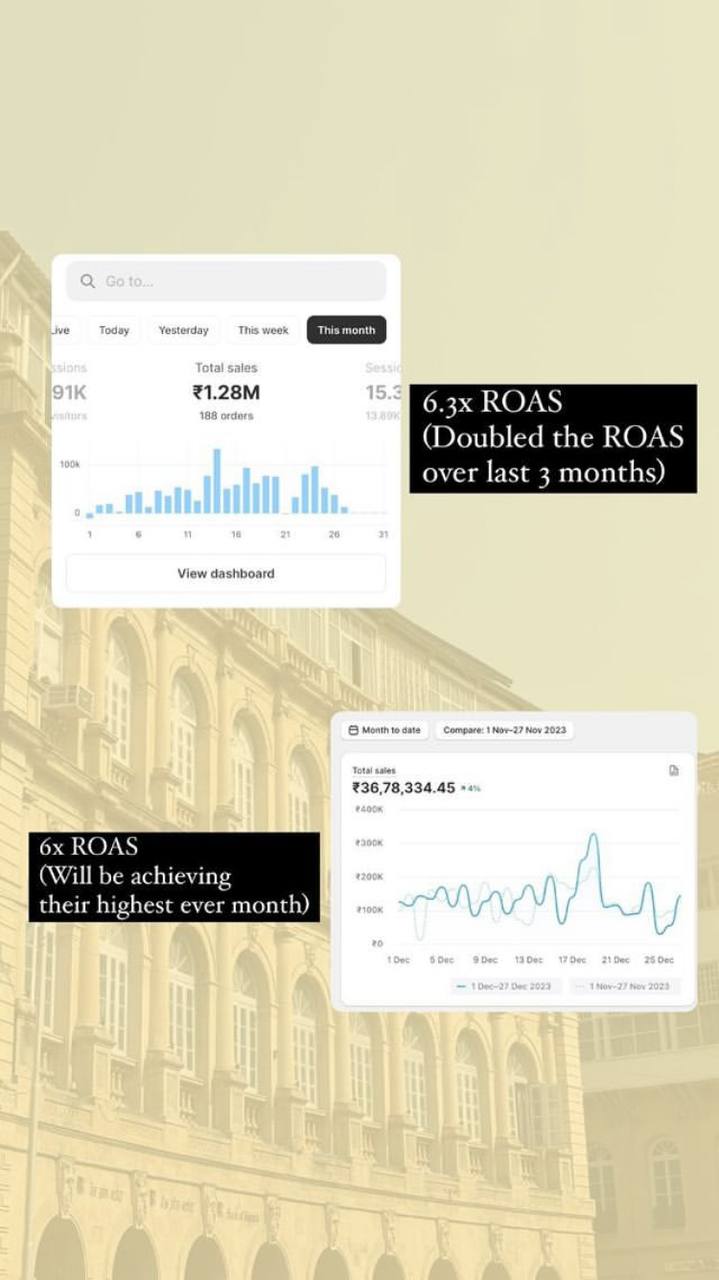 Go to...
Live Today Yesterday This week This month
ssions Total sales Sessio
91K ₹1.28M 15.3
visitors 188 orders 13.89K
100k
0
1 6 11 16 21 26 31
View dashboard
6.3x ROAS
(Doubled the ROAS
over last 3 months)
Month to date Compare: 1 Nov–27 Nov 2023
Total sales
₹36,78,334.45 4%
₹400K
₹300K
₹200K
₹100K
₹0
1 Dec 5 Dec 9 Dec 13 Dec 17 Dec 21 Dec 25 Dec
1 Dec–27 Dec 2023 1 Nov–27 Nov 2023
6x ROAS
(Will be achieving
their highest ever month)